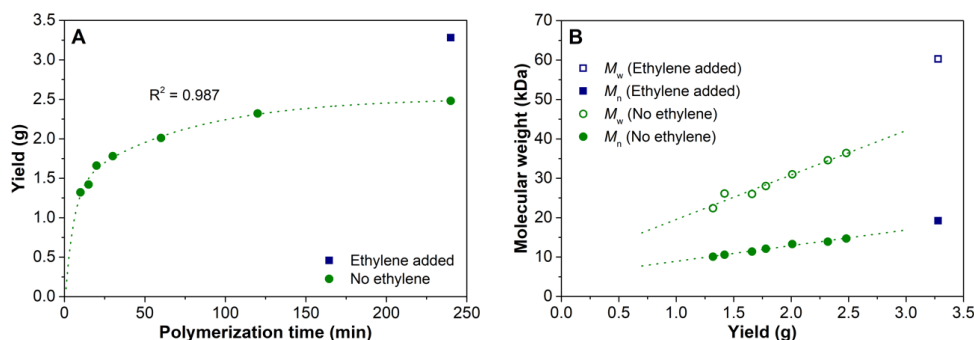 A
R² = 0.987
Ethylene added
No ethylene
3.5
3.0
2.5
2.0
1.5
1.0
0.5
0.0
0 50 100 150 200 250
Yield (g)
Polymerization time (min)
B
Mw (Ethylene added)
Mn (Ethylene added)
Mw (No ethylene)
Mn (No ethylene)
70
60
50
40
30
20
10
0
0.0 0.5 1.0 1.5 2.0 2.5 3.0 3.5
Molecular weight (kDa)
Yield (g)